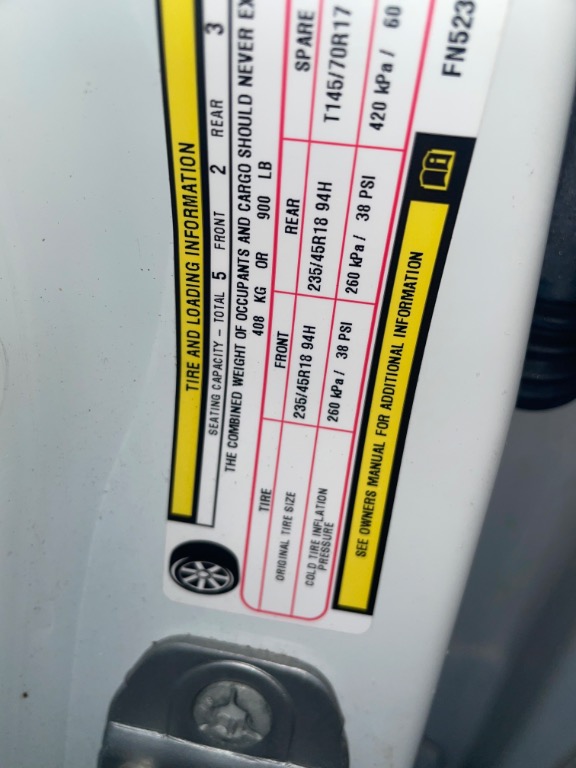 TIRE AND LOADING INFORMATION
SEATING CAPACITY – TOTAL 5 FRONT 2 REAR 3
THE COMBINED WEIGHT OF OCCUPANTS AND CARGO SHOULD NEVER EX
408 KG OR 900 LB
TIRE FRONT REAR SPARE
ORIGINAL TIRE SIZE 235/45R18 94H 235/45R18 94H T145/70R17
COLD TIRE INFLATION PRESSURE 260 kPa / 38 PSI 260 kPa / 38 PSI 420 kPa / 60
SEE OWNERS MANUAL FOR ADDITIONAL INFORMATION
FN523